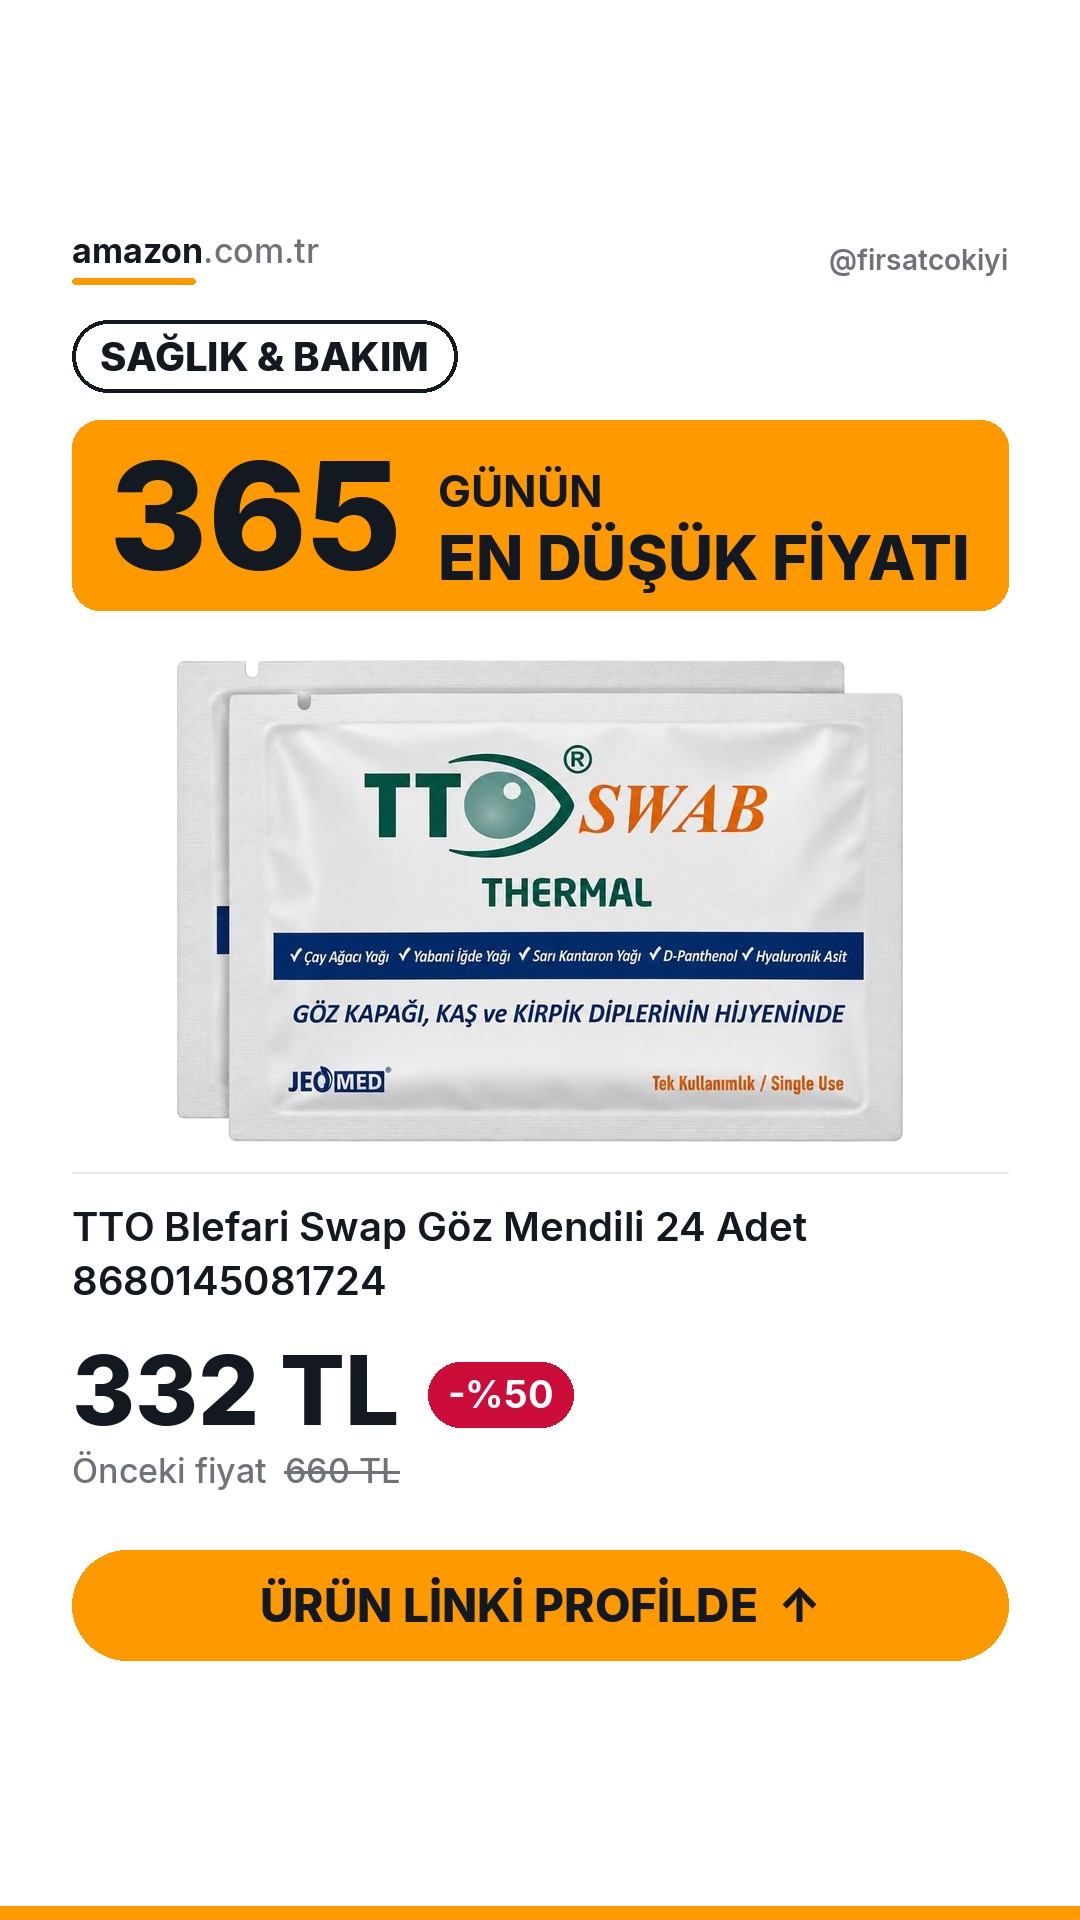 amazon.com.tr
@firsatcokiyi
SAĞLIK & BAKIM
365 GÜNÜN
EN DÜŞÜK FİYATI
TTO® SWAB
THERMAL
✓Çay Ağacı Yağı ✓Yabani İğde Yağı ✓Sarı Kantaron Yağı ✓D-Panthenol ✓Hyaluronik Asit
GÖZ KAPAĞI, KAŞ ve KİRPİK DİPLERİNİN HİJYENİNDE
JEOMED®
Tek Kullanımlık / Single Use
TTO Blefari Swap Göz Mendili 24 Adet
8680145081724
332 TL -%50
Önceki fiyat 660 TL
ÜRÜN LİNKİ PROFİLDE ↑